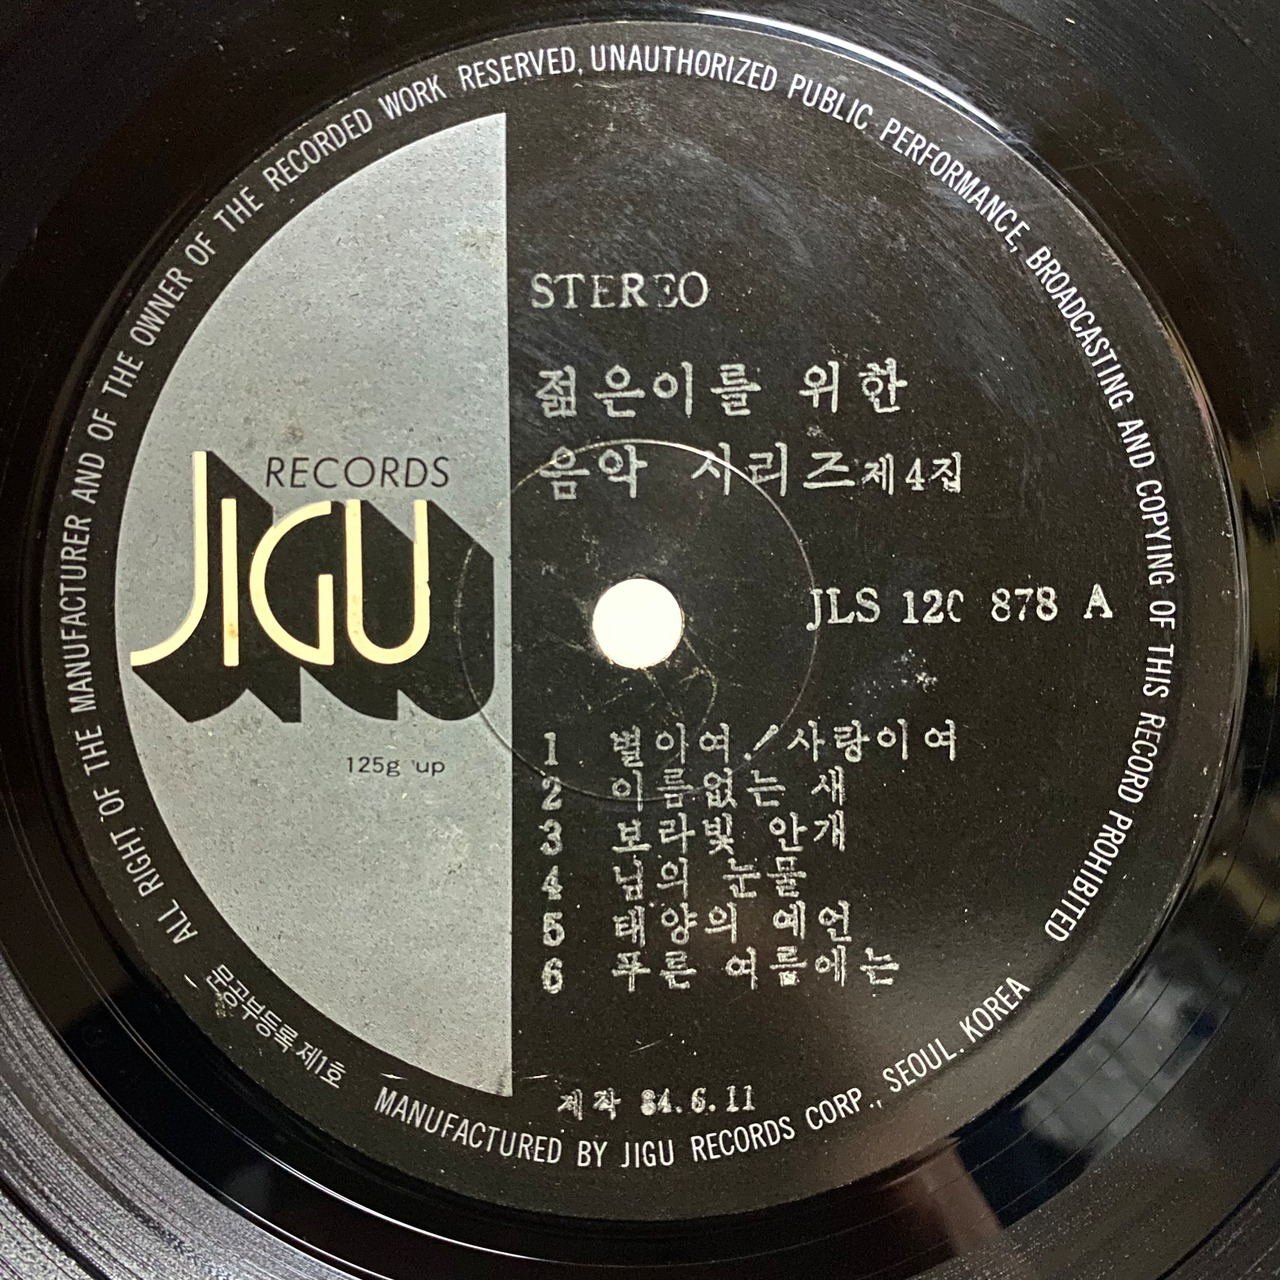 ALL RIGHT OF THE MANUFACTURER AND OF THE OWNER OF THE RECORDED WORK RESERVED, UNAUTHORIZED PUBLIC PERFORMANCE, BROADCASTING AND COPYING OF THIS RECORD PROHIBITED
STEREO
젊은이를 위한
음악 시리즈 제4집
RECORDS
JIGU
JLS 120 878 A
125g up
1 별이여! 사랑이여
2 이름없는 새
3 보라빛 안개
4 님의 눈물
5 태양의 예언
6 푸른 여름에는
제작 84.6.11
문공부등록 제1호
MANUFACTURED BY JIGU RECORDS CORP., SEOUL. KOREA